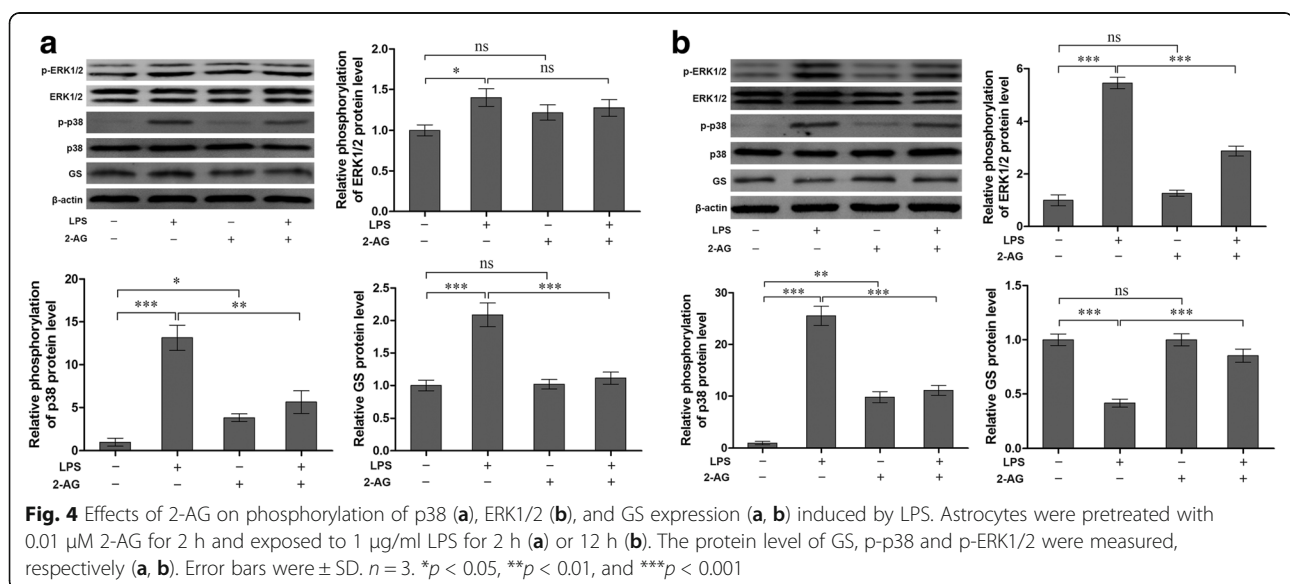 a
p-ERK1/2
ERK1/2
p-p38
p38
GS
β-actin
LPS – + – +
2-AG – – + +
Relative phosphorylation
of ERK1/2 protein level
2.0
1.5
1.0
0.5
0.0
ns
* ns
LPS – + – +
2-AG – – + +
Relative phosphorylation
of p38 protein level
15
10
5
0
*
*** **
LPS – + – +
2-AG – – + +
Relative GS protein level
2.5
2.0
1.5
1.0
0.5
0.0
ns
*** ***
LPS – + – +
2-AG – – + +
b
p-ERK1/2
ERK1/2
p-p38
p38
GS
β-actin
LPS – + – +
2-AG – – + +
Relative phosphorylation
of ERK1/2 protein level
6
4
2
0
ns
*** ***
LPS – + – +
2-AG – – + +
Relative phosphorylation
of p38 protein level
30
20
10
0
**
*** ***
LPS – + – +
2-AG – – + +
Relative GS protein level
1.5
1.0
0.5
0.0
ns
*** ***
LPS – + – +
2-AG – – + +
Fig. 4 Effects of 2-AG on phosphorylation of p38 (a), ERK1/2 (b), and GS expression (a, b) induced by LPS. Astrocytes were pretreated with
0.01 μM 2-AG for 2 h and exposed to 1 μg/ml LPS for 2 h (a) or 12 h (b). The protein level of GS, p-p38 and p-ERK1/2 were measured,
respectively (a, b). Error bars were ± SD. n = 3. *p < 0.05, **p < 0.01, and ***p < 0.001